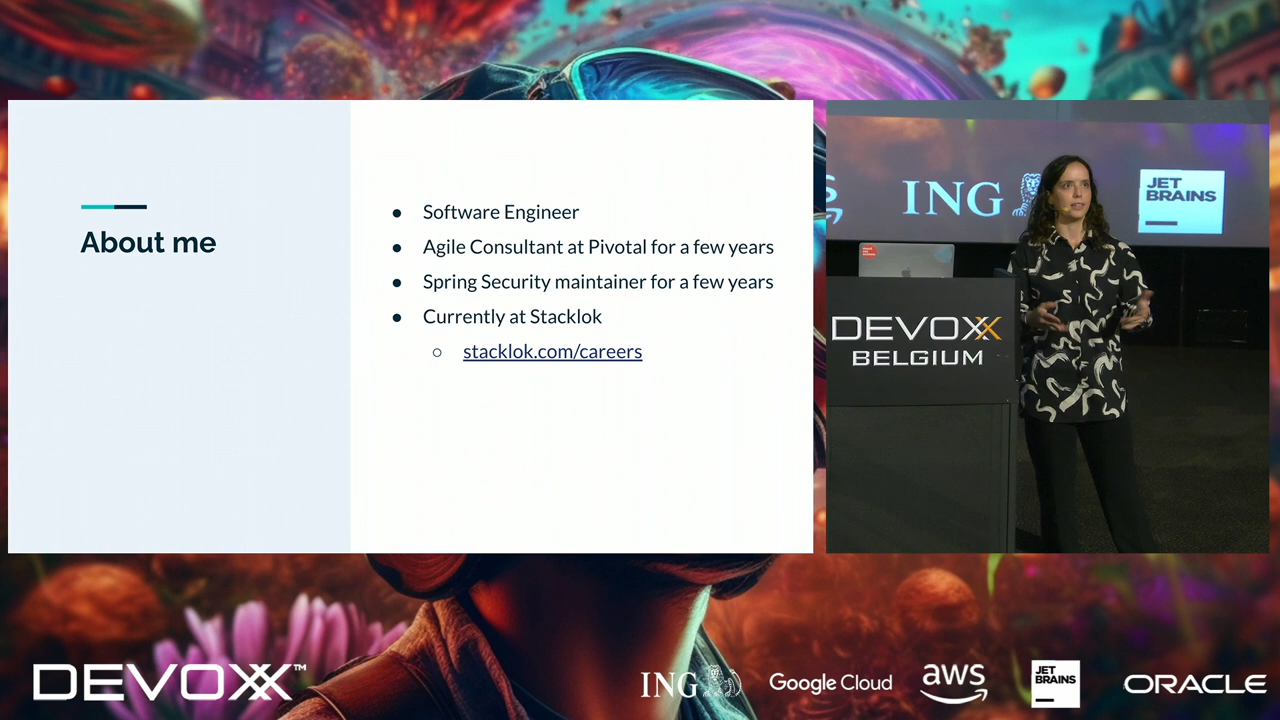 About me
● Software Engineer
● Agile Consultant at Pivotal for a few years
● Spring Security maintainer for a few years
● Currently at Stacklok
○ stacklok.com/careers
ING
JET
BRAINS
DEVOXX
BELGIUM
DEVOXX™
ING
Google Cloud
aws
JET
BRAINS
ORACLE